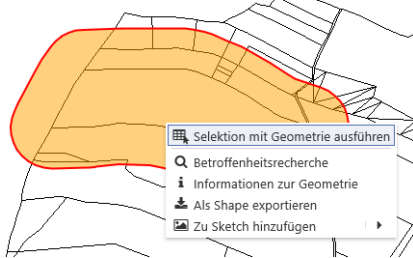 Selektion mit Geometrie ausführen
Betroffenheitsrecherche
Informationen zur Geometrie
Als Shape exportieren
Zu Sketch hinzufügen